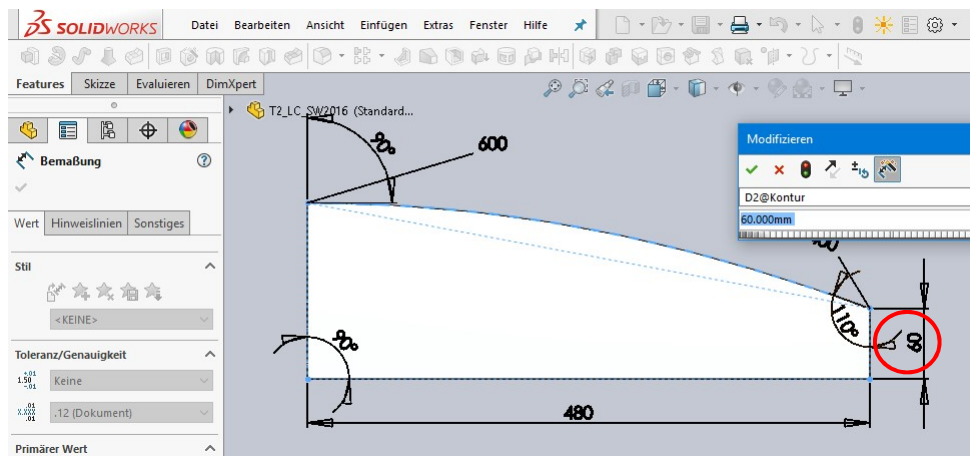 SOLIDWORKS Datei Bearbeiten Ansicht Einfügen Extras Fenster Hilfe
Features Skizze Evaluieren DimXpert
T2_LC_SW2016 (Standard...
Bemaßung
Wert Hinweislinien Sonstiges
Stil
<KEINE>
Toleranz/Genauigkeit
Keine
.12 (Dokument)
Primärer Wert
90°
600
Modifizieren
D2@Kontur
60.000mm
110°
60
90°
480